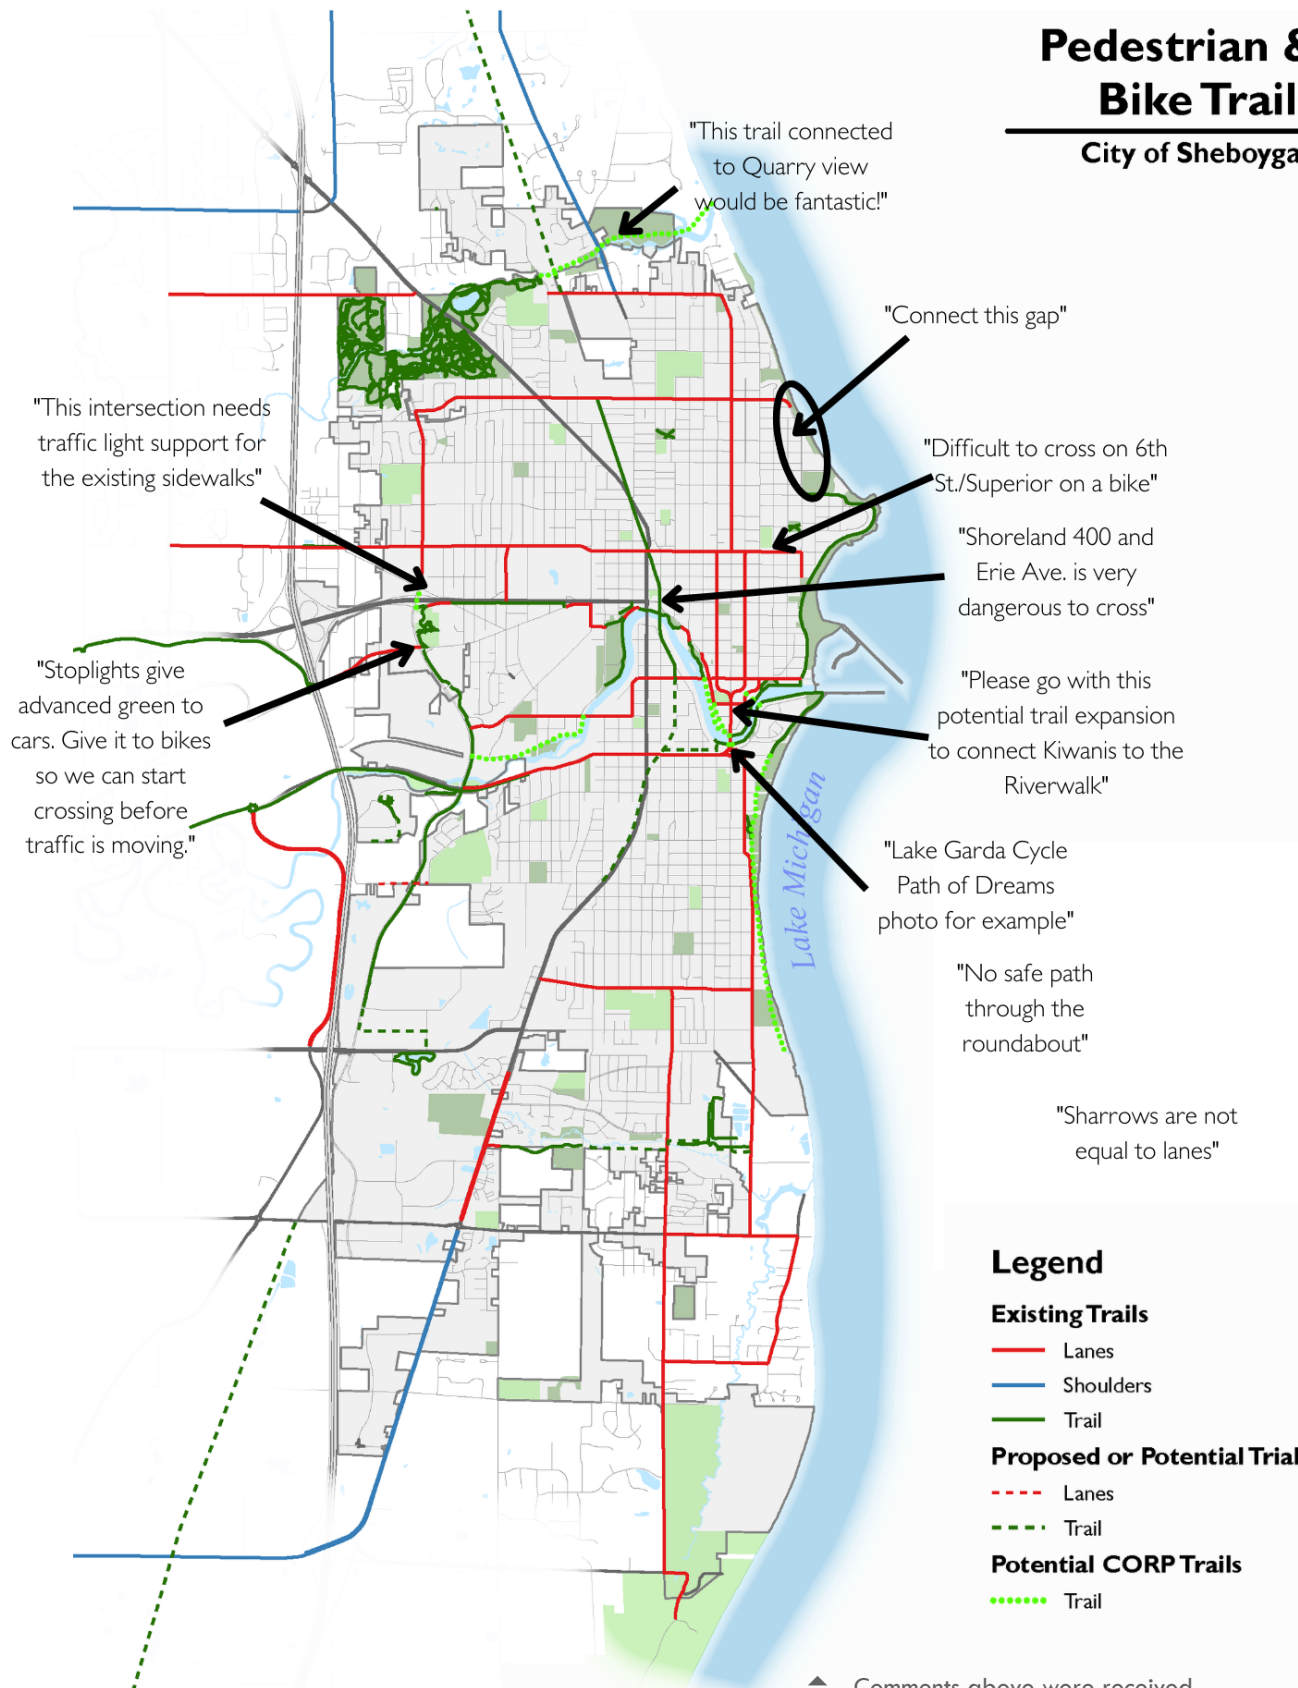 Pedestrian &
Bike Trail
City of Sheboyga
"This trail connected
to Quarry view
would be fantastic!"
"Connect this gap"
"This intersection needs
traffic light support for
the existing sidewalks"
"Difficult to cross on 6th
St./Superior on a bike"
"Shoreland 400 and
Erie Ave. is very
dangerous to cross"
"Stoplights give
advanced green to
cars. Give it to bikes
so we can start
crossing before
traffic is moving."
"Please go with this
potential trail expansion
to connect Kiwanis to the
Riverwalk"
"Lake Garda Cycle
Path of Dreams
photo for example"
Lake Michigan
"No safe path
through the
roundabout"
"Sharrows are not
equal to lanes"
Legend
Existing Trails
Lanes
Shoulders
Trail
Proposed or Potential Trial
Lanes
Trail
Potential CORP Trails
Trail
Comments above were received